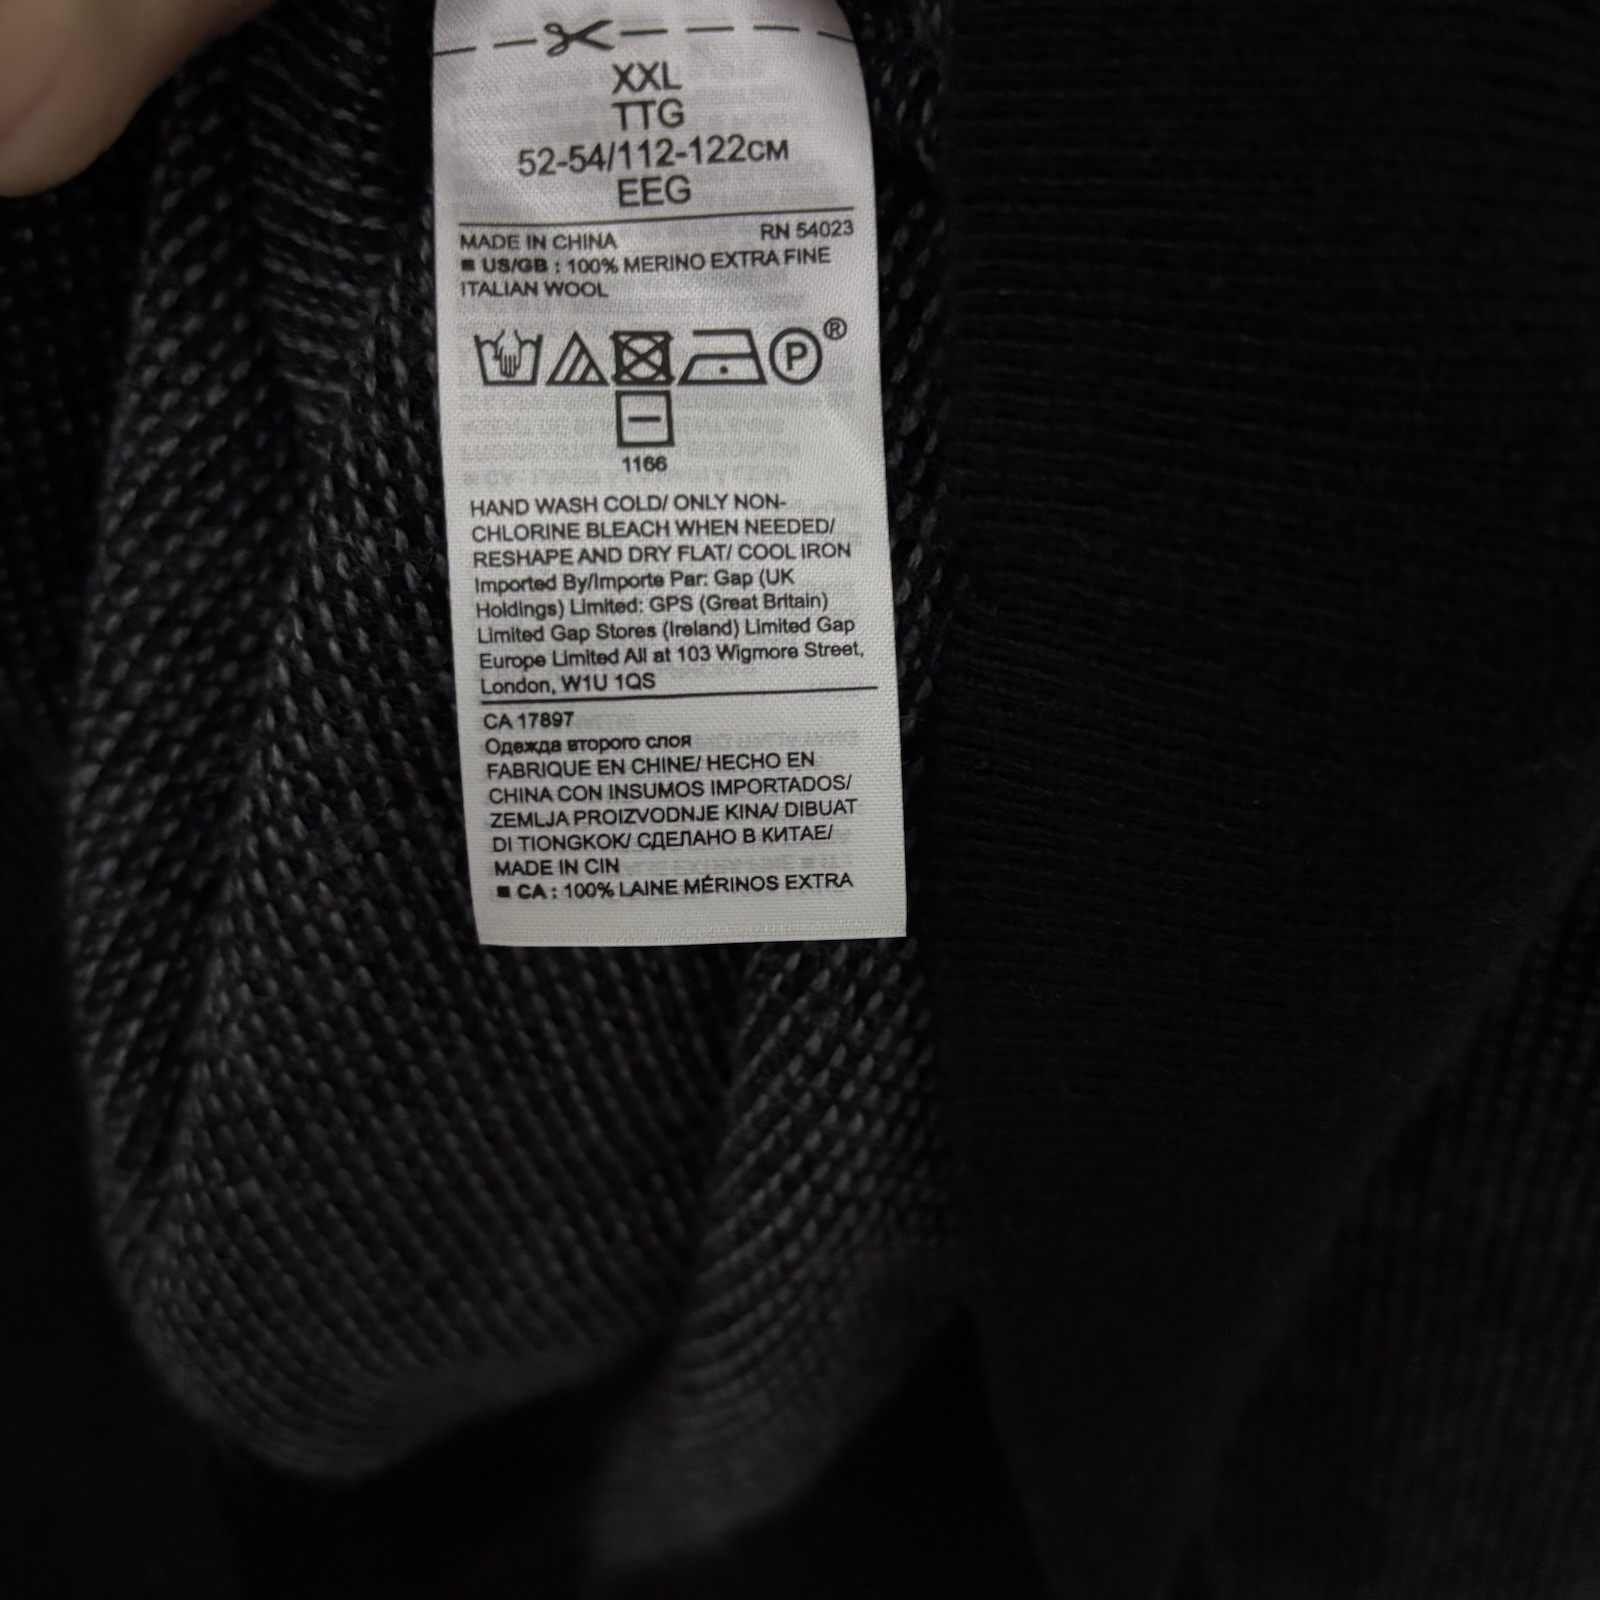 XXL
TTG
52-54/112-122CM
EEG
MADE IN CHINA RN 54023
■ US/GB : 100% MERINO EXTRA FINE
ITALIAN WOOL
P ®
1166
HAND WASH COLD/ ONLY NON-
CHLORINE BLEACH WHEN NEEDED/
RESHAPE AND DRY FLAT/ COOL IRON
Imported By/Importe Par: Gap (UK
Holdings) Limited: GPS (Great Britain)
Limited Gap Stores (Ireland) Limited Gap
Europe Limited All at 103 Wigmore Street,
London, W1U 1QS
CA 17897
Одежда второго слоя
FABRIQUE EN CHINE/ HECHO EN
CHINA CON INSUMOS IMPORTADOS/
ZEMLJA PROIZVODNJE KINA/ DIBUAT
DI TIONGKOK/ СДЕЛАНО В КИТАЕ/
MADE IN CIN
■ CA : 100% LAINE MÉRINOS EXTRA